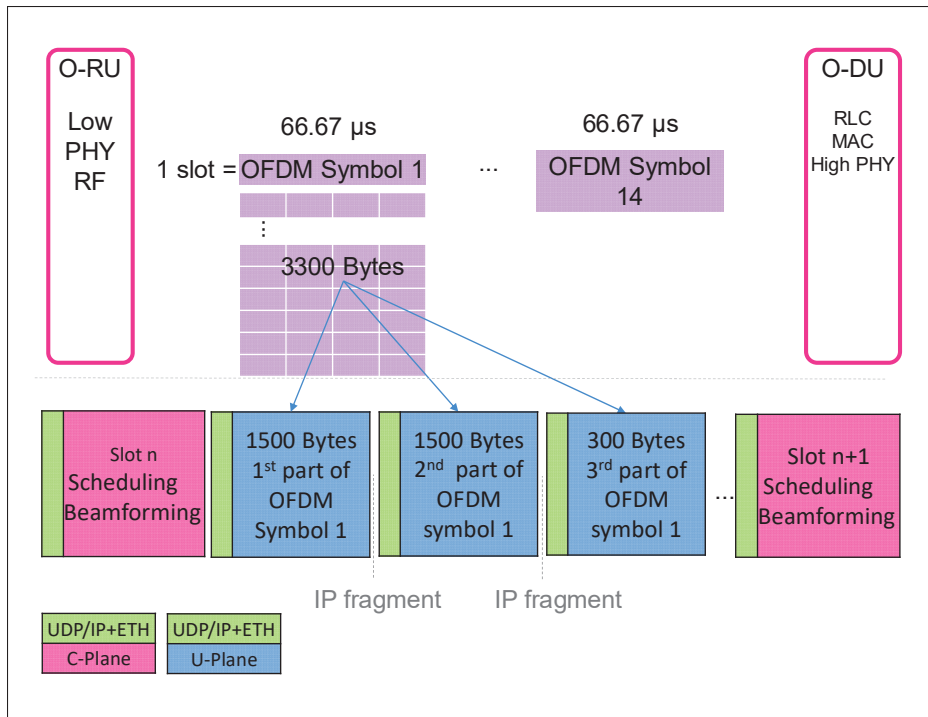 O-RU
Low
PHY
RF
O-DU
RLC
MAC
High PHY
66.67 µs
66.67 µs
1 slot =
OFDM Symbol 1
...
OFDM Symbol
14
⋮
3300 Bytes
Slot n
Scheduling
Beamforming
1500 Bytes
1st part of
OFDM
Symbol 1
1500 Bytes
2nd part of
OFDM
symbol 1
300 Bytes
3rd part of
OFDM
symbol 1
...
Slot n+1
Scheduling
Beamforming
IP fragment
IP fragment
UDP/IP+ETH
C-Plane
UDP/IP+ETH
U-Plane